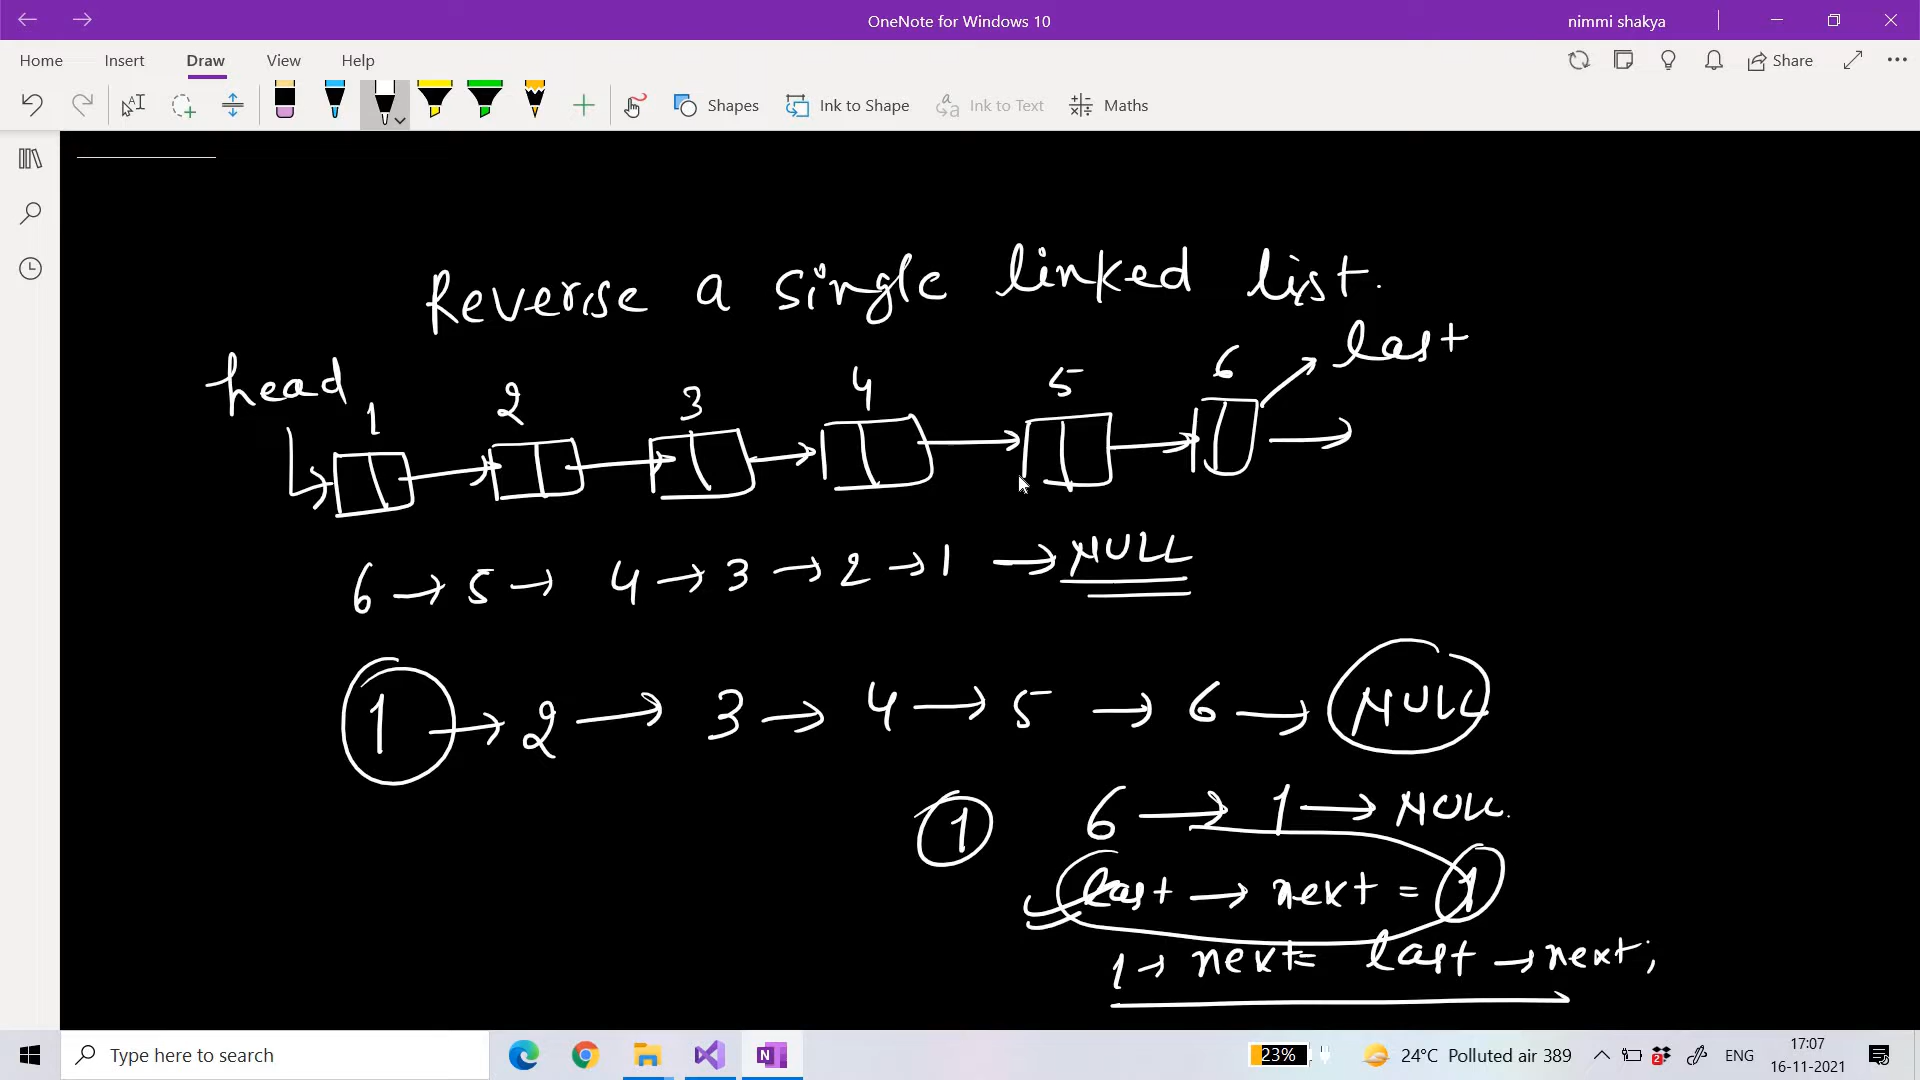 OneNote for Windows 10
nimmi shakya
Home Insert Draw View Help
Share
Shapes Ink to Shape Ink to Text Maths
Reverse a single linked list.
head last
1 2 3 4 5 6
6 → 5 → 4 → 3 → 2 → 1 → NULL
1 → 2 → 3 → 4 → 5 → 6 → NULL
1 6 → 1 → NULL.
last → next = 1
1 → next = last → next;
Type here to search
23%
24°C Polluted air 389
2
ENG
17:07
16-11-2021